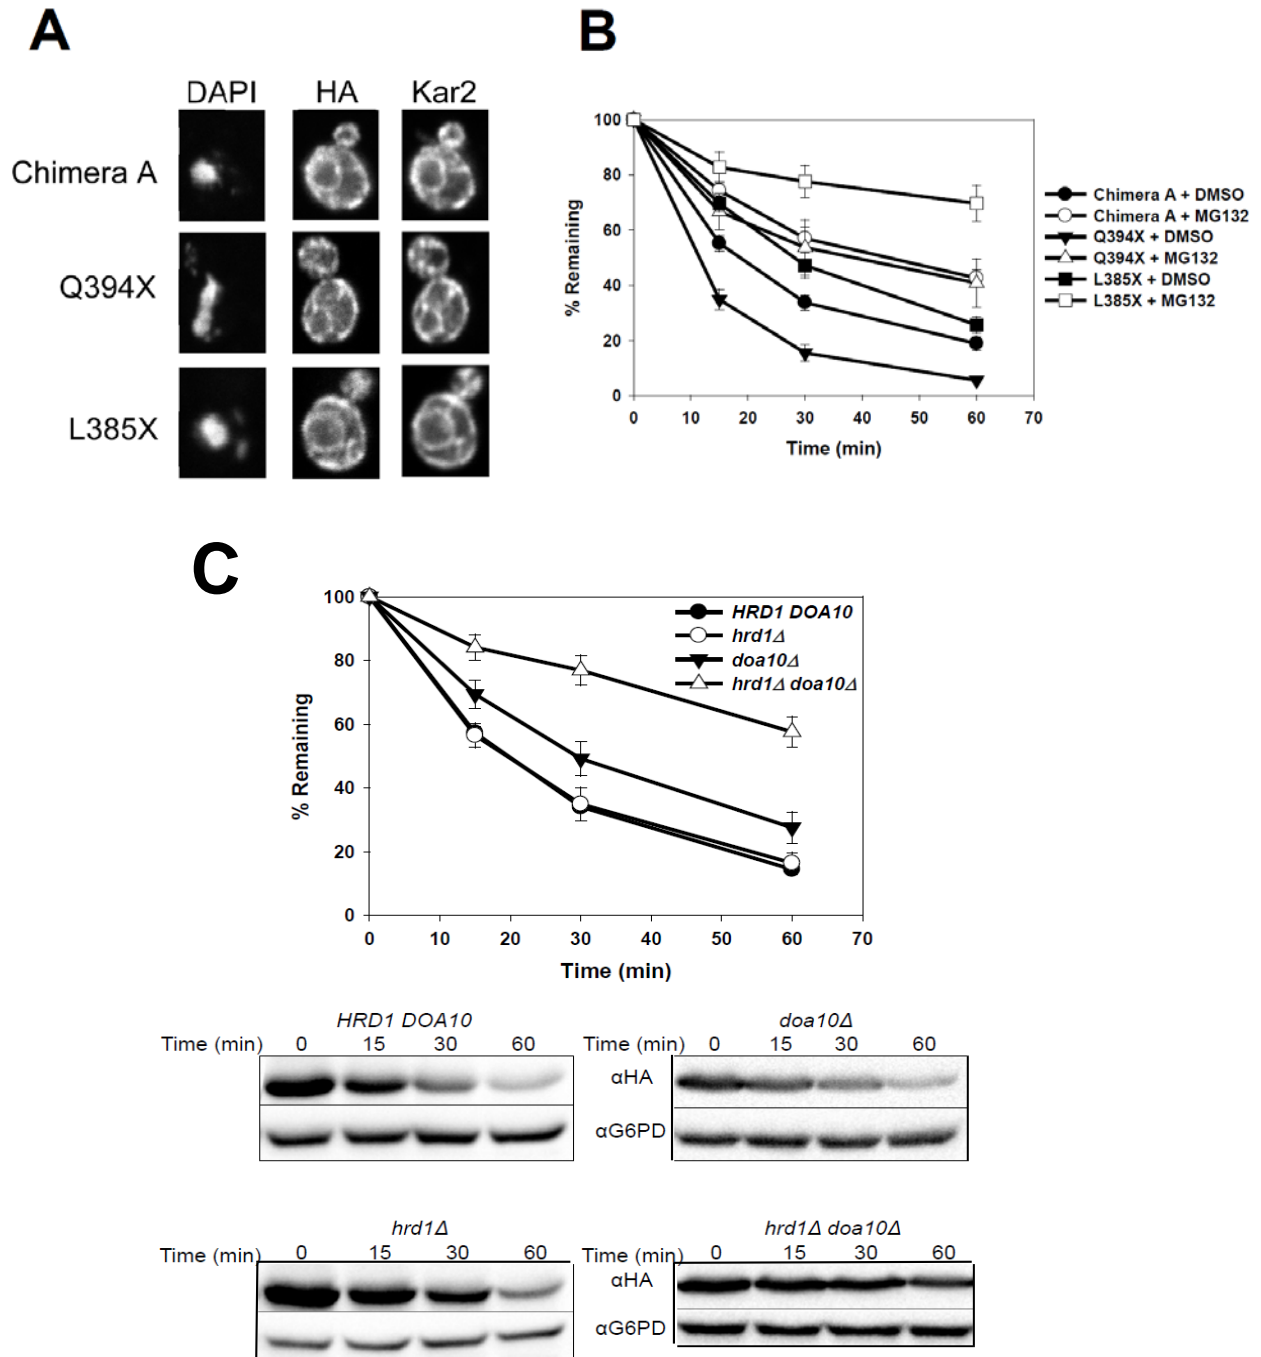 A
DAPI HA Kar2
Chimera A
Q394X
L385X
B
100
80
60
40
20
0
% Remaining
0 10 20 30 40 50 60 70
Time (min)
Chimera A + DMSO
Chimera A + MG132
Q394X + DMSO
Q394X + MG132
L385X + DMSO
L385X + MG132
C
100
80
60
40
20
0
% Remaining
0 10 20 30 40 50 60 70
Time (min)
HRD1 DOA10
hrd1Δ
doa10Δ
hrd1Δ doa10Δ
HRD1 DOA10
Time (min) 0 15 30 60
doa10Δ
Time (min) 0 15 30 60
αHA
αG6PD
hrd1Δ
Time (min) 0 15 30 60
hrd1Δ doa10Δ
Time (min) 0 15 30 60
αHA
αG6PD